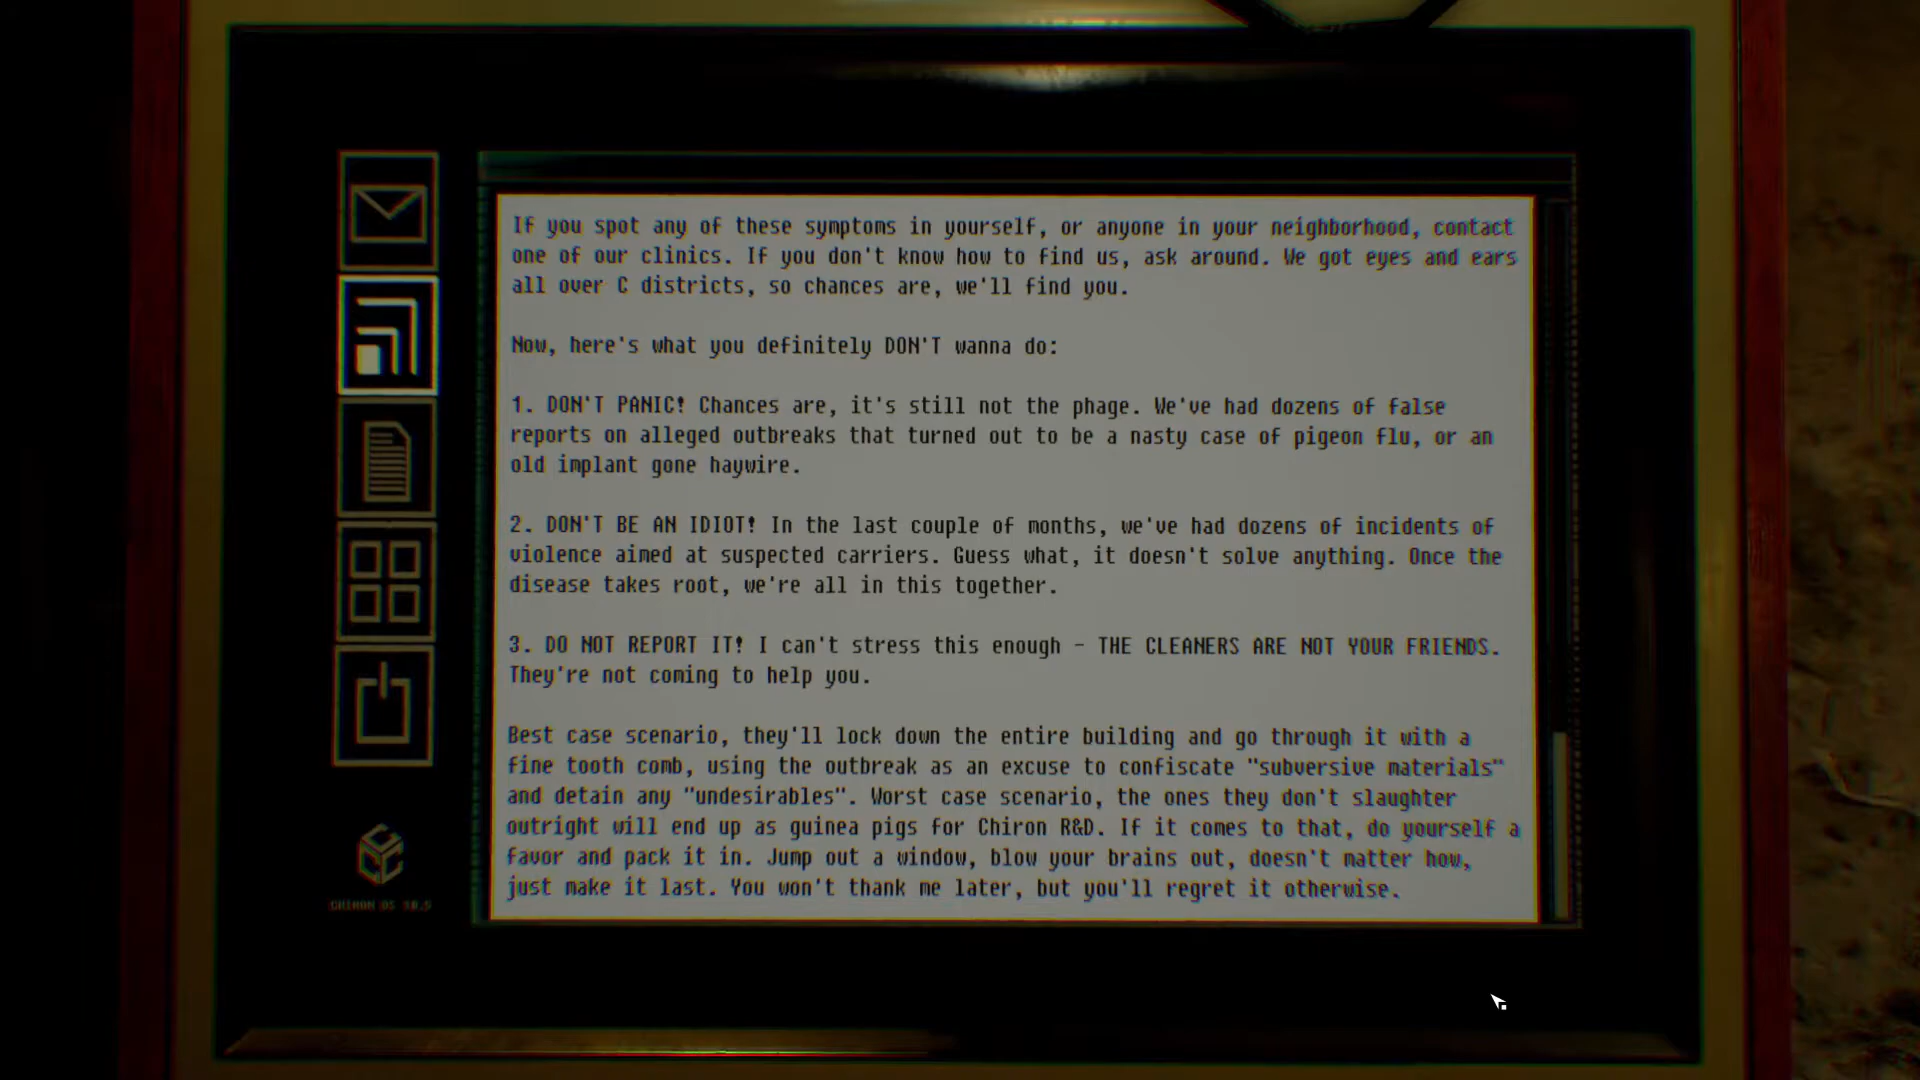 If you spot any of these symptoms in yourself, or anyone in your neighborhood, contact
one of our clinics. If you don't know how to find us, ask around. We got eyes and ears
all over C districts, so chances are, we'll find you.
Now, here's what you definitely DON'T wanna do:
1. DON'T PANIC! Chances are, it's still not the phage. We've had dozens of false
reports on alleged outbreaks that turned out to be a nasty case of pigeon flu, or an
old implant gone haywire.
2. DON'T BE AN IDIOT! In the last couple of months, we've had dozens of incidents of
violence aimed at suspected carriers. Guess what, it doesn't solve anything. Once the
disease takes root, we're all in this together.
3. DO NOT REPORT IT! I can't stress this enough - THE CLEANERS ARE NOT YOUR FRIENDS.
They're not coming to help you.
Best case scenario, they'll lock down the entire building and go through it with a
fine tooth comb, using the outbreak as an excuse to confiscate "subversive materials"
and detain any "undesirables". Worst case scenario, the ones they don't slaughter
outright will end up as guinea pigs for Chiron R&D. If it comes to that, do yourself a
favor and pack it in. Jump out a window, blow your brains out, doesn't matter how,
just make it last. You won't thank me later, but you'll regret it otherwise.
CHIRON OS